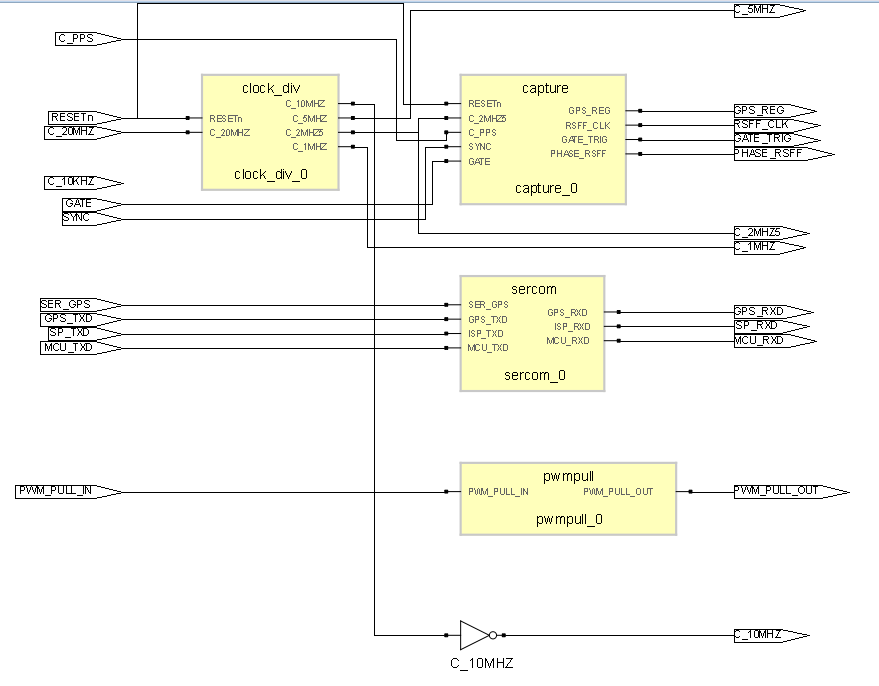 C_5MHZ
C_PPS
clock_div
capture
C_10MHZ
RESETn
GPS_REG
GPS_REG
RESETn
RESETn
C_5MHZ
C_2MHZ5
RSFF_CLK
RSFF_CLK
C_20MHZ
C_20MHZ
C_2MHZ5
C_PPS
GATE_TRIG
GATE_TRIG
C_1MHZ
SYNC
PHASE_RSFF
PHASE_RSFF
GATE
clock_div_0
capture_0
C_10KHZ
GATE
SYNC
C_2MHZ5
C_1MHZ
sercom
SER_GPS
SER_GPS
GPS_RXD
GPS_RXD
GPS_TXD
GPS_TXD
ISP_RXD
SP_RXD
SP_TXD
ISP_TXD
MCU_RXD
MCU_RXD
MCU_TXD
MCU_TXD
sercom_0
pwmpull
PWM_PULL_IN
PWM_PULL_IN
PWM_PULL_OUT
PWM_PULL_OUT
pwmpull_0
C_10MHZ
C_10MHZ